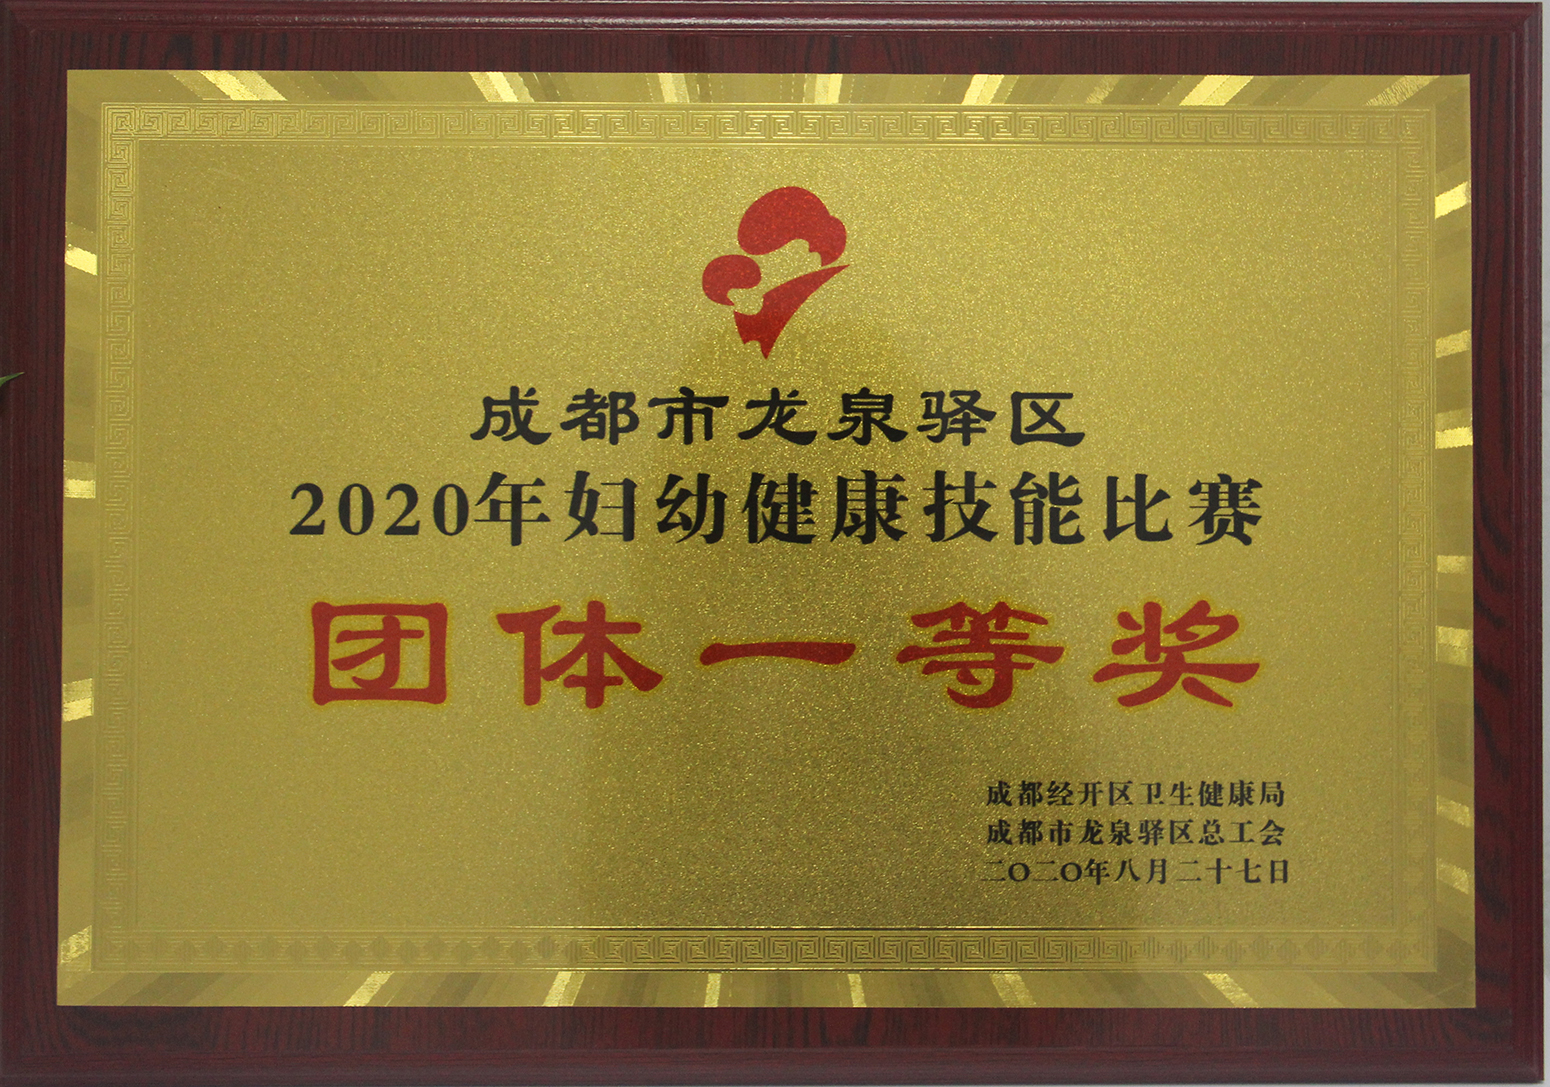 成都市龙泉驿区
2020年妇幼健康技能比赛
团体一等奖
成都经开区卫生健康局
成都市龙泉驿区总工会
二〇二〇年八月二十七日